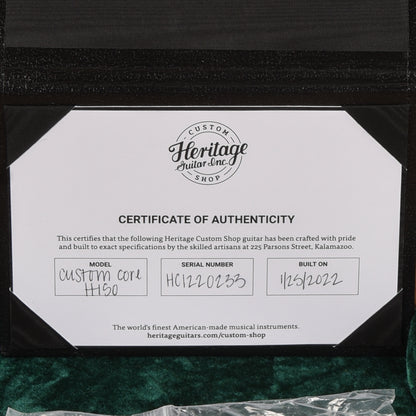 CUSTOM
Heritage
Guitar Inc.
SHOP
CERTIFICATE OF AUTHENTICITY
This certifies that the following Heritage Custom Shop guitar has been crafted with pride
and built to exact specifications by the skilled artisans at 225 Parsons Street, Kalamazoo.
MODEL
Custom Core
H-150
SERIAL NUMBER
HC1220233
BUILT ON
1/25/2022
The world's finest American-made musical instruments.
heritageguitars.com/custom-shop